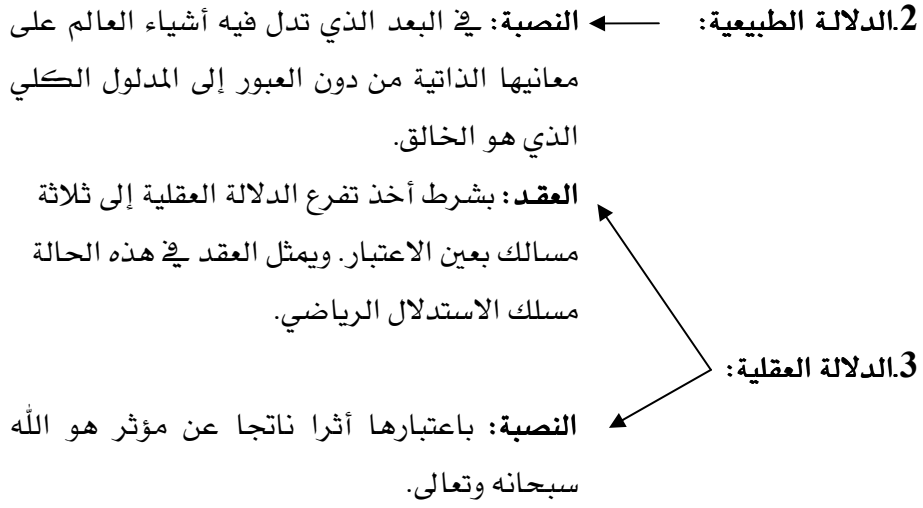 2.الدلالة الطبيعية: النصبة: في البعد الذي تدل فيه أشياء العالم على
معانيها الذاتية من دون العبور إلى المدلول الكلي
الذي هو الخالق.
العقد: بشرط أخذ تفرع الدلالة العقلية إلى ثلاثة
مسالك بعين الاعتبار. ويمثل العقد في هذه الحالة
مسلك الاستدلال الرياضي.
3.الدلالة العقلية:
النصبة: باعتبارها أثرا ناتجا عن مؤثر هو الله
سبحانه وتعالى.